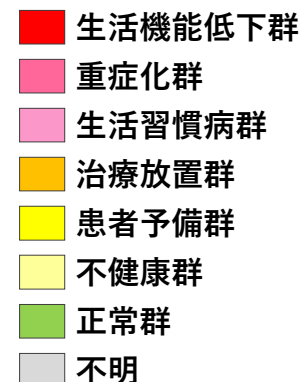 生活機能低下群
重症化群
生活習慣病群
治療放置群
患者予備群
不健康群
正常群
不明